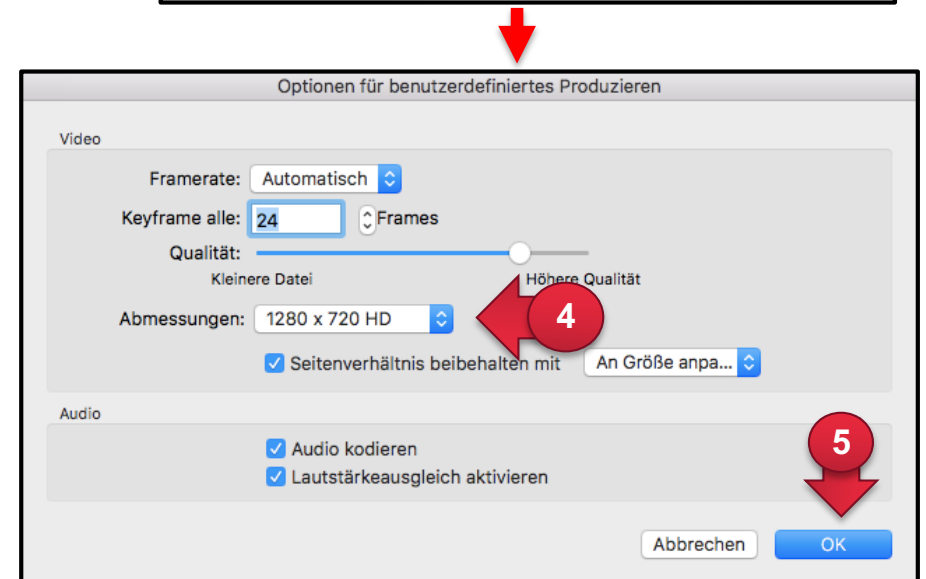 Optionen für benutzerdefiniertes Produzieren
Video
Framerate: Automatisch
Keyframe alle: 24 Frames
Qualität:
Kleinere Datei Höhere Qualität
Abmessungen: 1280 x 720 HD 4
Seitenverhältnis beibehalten mit An Größe anpa...
Audio
Audio kodieren
5
Lautstärkeausgleich aktivieren
Abbrechen OK